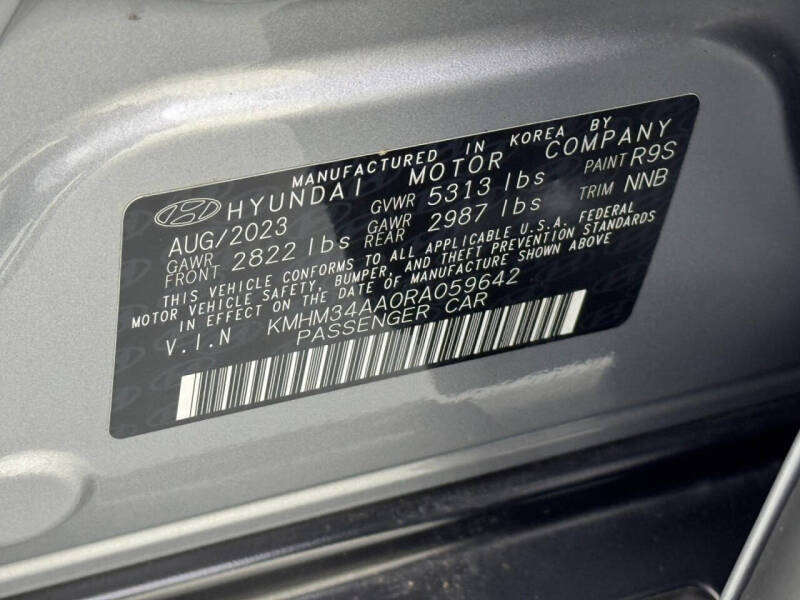 MANUFACTURED IN KOREA BY
HYUNDAI MOTOR COMPANY
AUG/2023 GVWR 5313 lbs PAINT R9S
GAWR FRONT 2822 lbs GAWR REAR 2987 lbs TRIM NNB
THIS VEHICLE CONFORMS TO ALL APPLICABLE U.S.A. FEDERAL
MOTOR VEHICLE SAFETY, BUMPER, AND THEFT PREVENTION STANDARDS
IN EFFECT ON THE DATE OF MANUFACTURE SHOWN ABOVE
V.I.N KMHM34AA0RA059642
PASSENGER CAR